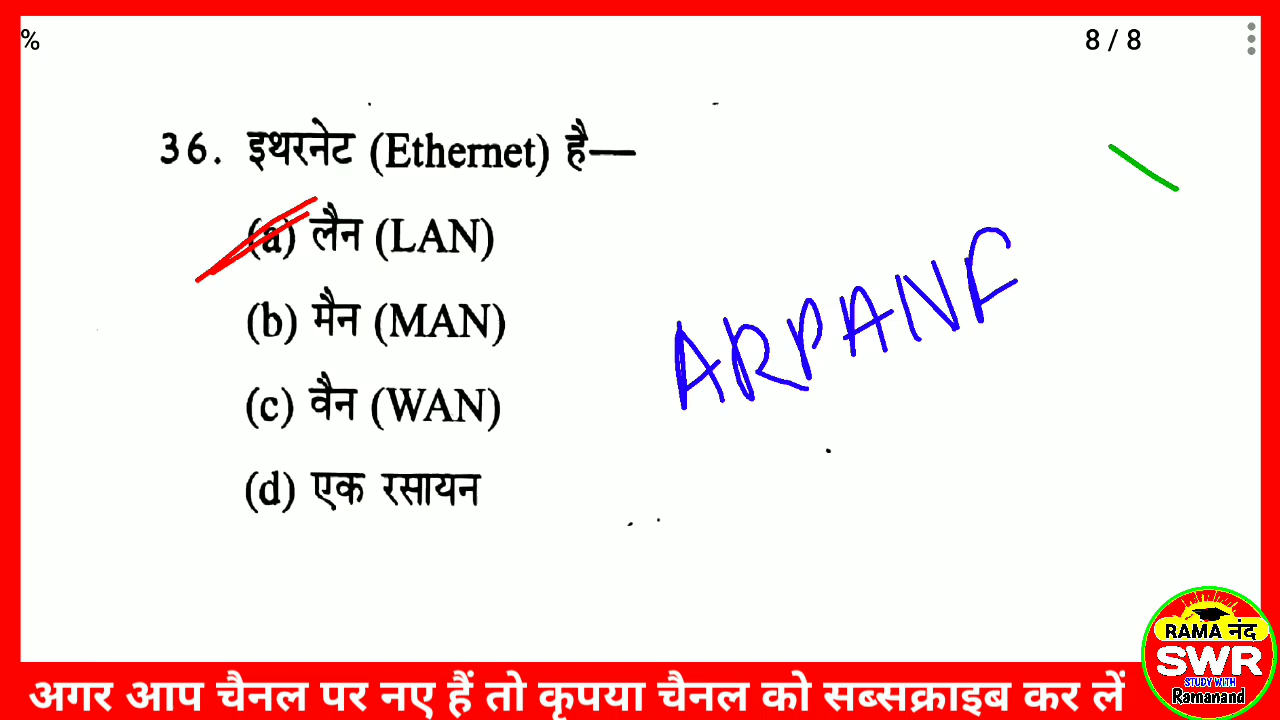 %
8 / 8
36. इथरनेट (Ethernet) है—
(a) लैन (LAN)
(b) मैन (MAN)
(c) वैन (WAN)
(d) एक रसायन
ARPANE
RAMA नंद
SWR
STUDY WITH
Ramanand
अगर आप चैनल पर नए हैं तो कृपया चैनल को सब्सक्राइब कर लें